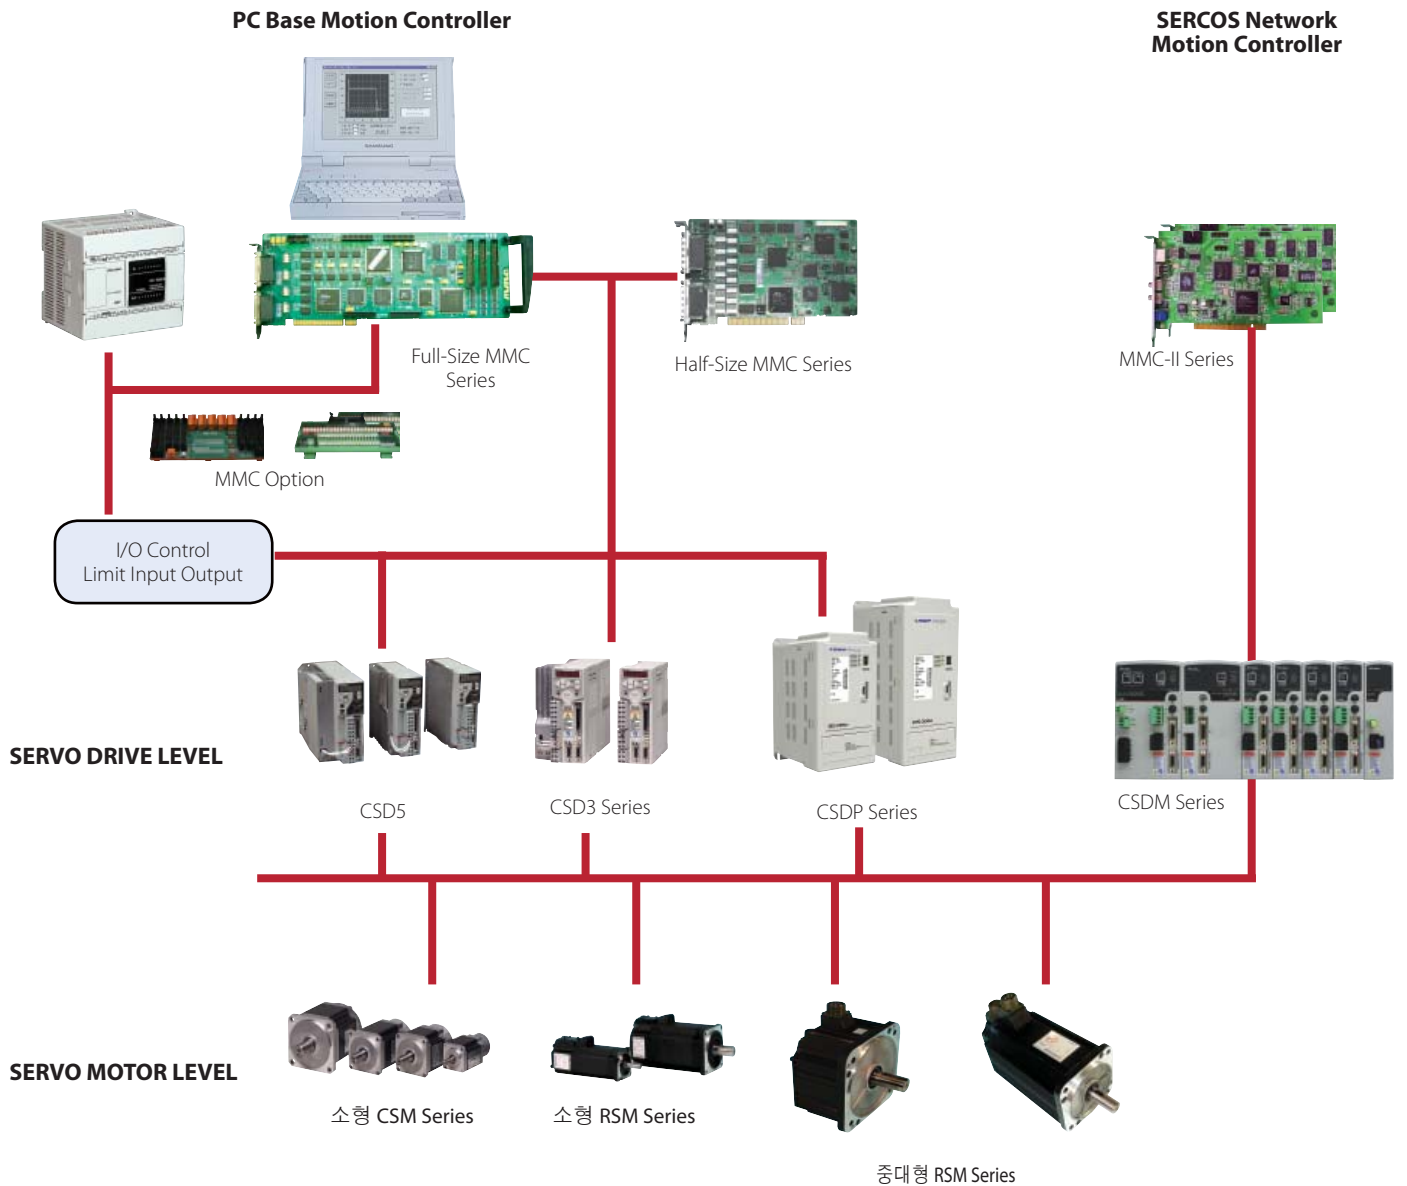 PC Base Motion Controller
SERCOS Network
Motion Controller
Full-Size MMC
Series
Half-Size MMC Series
MMC-II Series
MMC Option
I/O Control
Limit Input Output
SERVO DRIVE LEVEL
CSD5
CSD3 Series
CSDP Series
CSDM Series
SERVO MOTOR LEVEL
소형 CSM Series
소형 RSM Series
중대형 RSM Series